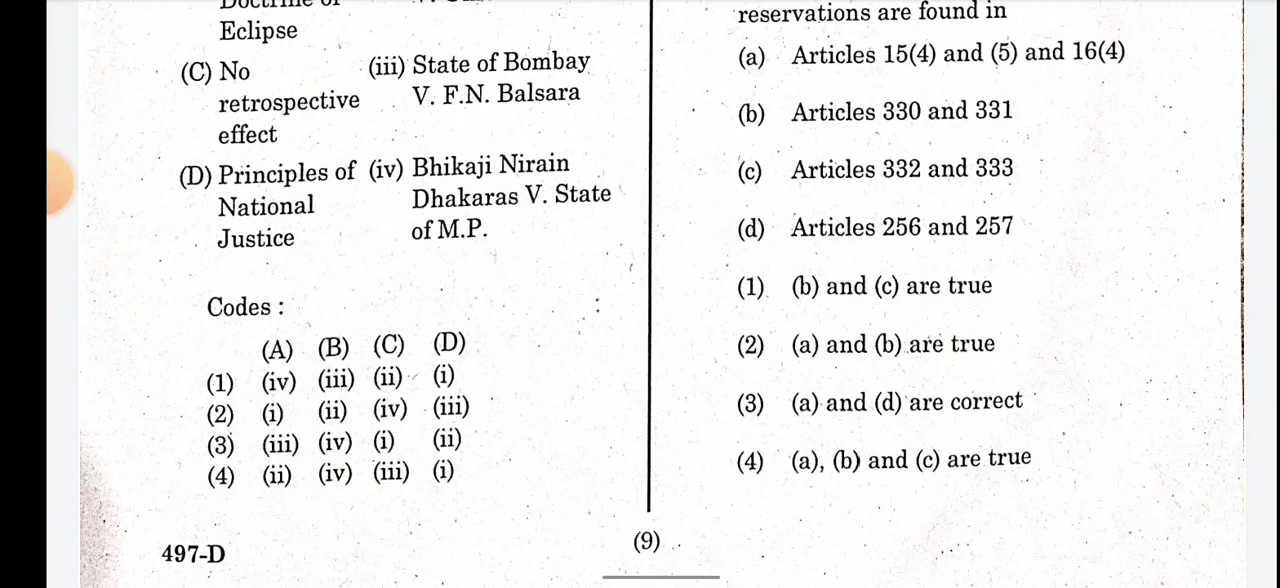 Eclipse
(C) No (iii) State of Bombay
retrospective V. F.N. Balsara
effect
(D) Principles of (iv) Bhikaji Nirain
National Dhakaras V. State
Justice of M.P.
Codes :
(A) (B) (C) (D)
(1) (iv) (iii) (ii) (i)
(2) (i) (ii) (iv) (iii)
(3) (iii) (iv) (i) (ii)
(4) (ii) (iv) (iii) (i)
reservations are found in
(a) Articles 15(4) and (5) and 16(4)
(b) Articles 330 and 331
(c) Articles 332 and 333
(d) Articles 256 and 257
(1) (b) and (c) are true
(2) (a) and (b) are true
(3) (a) and (d) are correct
(4) (a), (b) and (c) are true
497-D
(9)